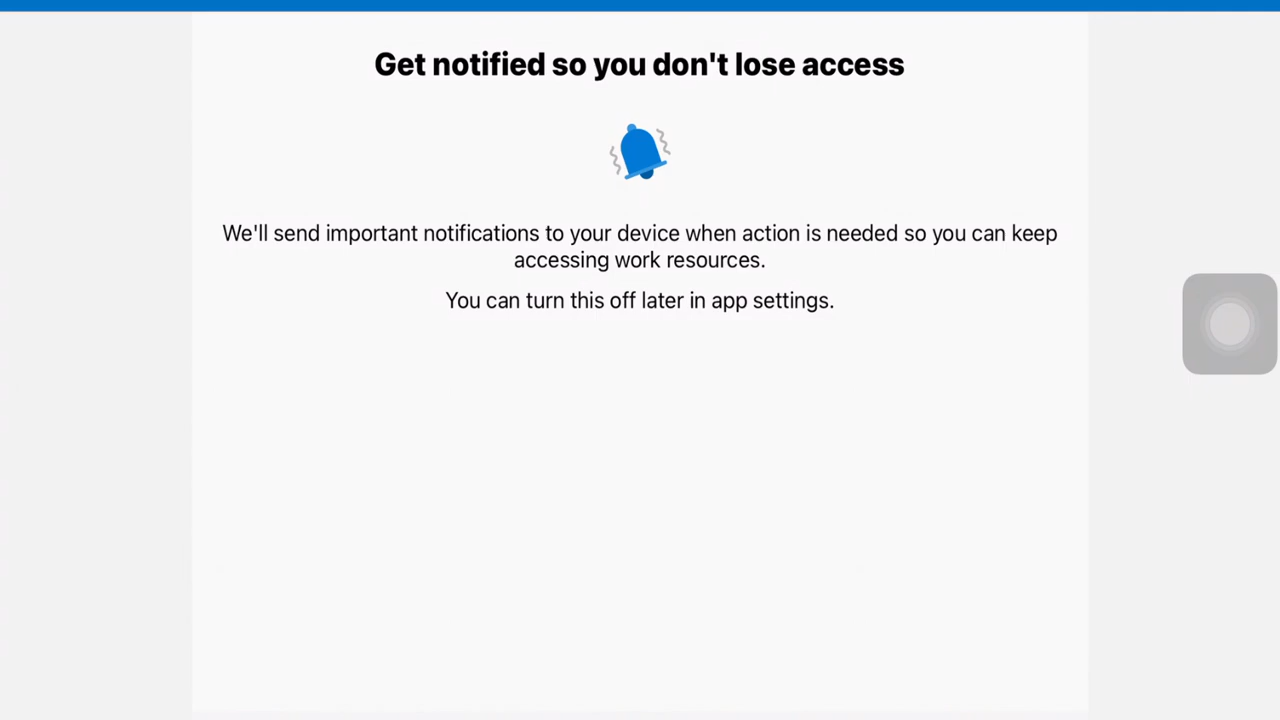 Get notified so you don't lose access
We'll send important notifications to your device when action is needed so you can keep
accessing work resources.
You can turn this off later in app settings.